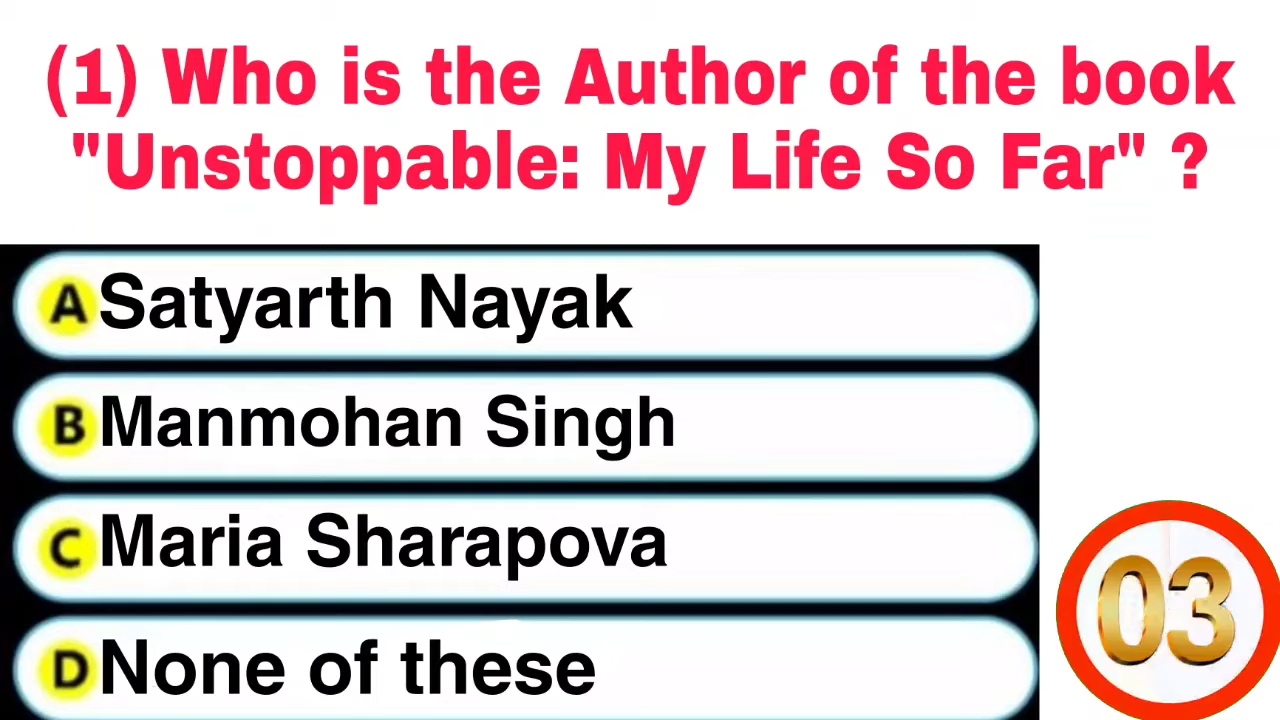 (1) Who is the Author of the book
"Unstoppable: My Life So Far" ?
A Satyarth Nayak
B Manmohan Singh
C Maria Sharapova
D None of these
03